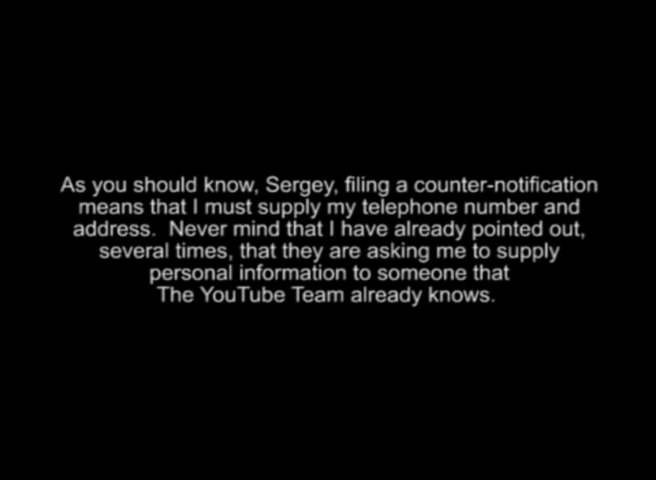 As you should know, Sergey, filing a counter-notification
means that I must supply my telephone number and
address.  Never mind that I have already pointed out,
several times, that they are asking me to supply
personal information to someone that
The YouTube Team already knows.